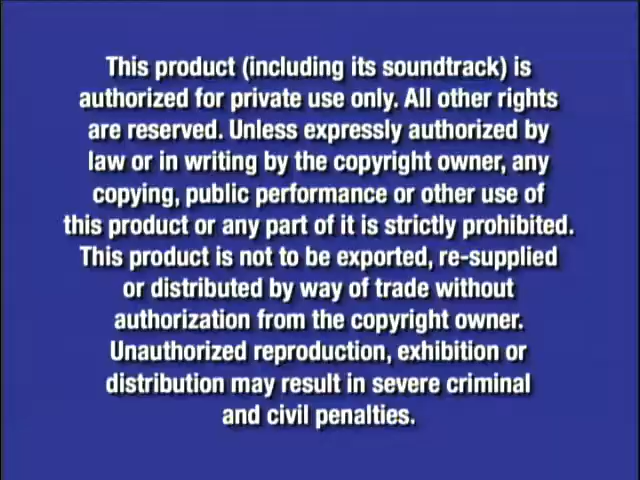 This product (including its soundtrack) is
authorized for private use only. All other rights
are reserved. Unless expressly authorized by
law or in writing by the copyright owner, any
copying, public performance or other use of
this product or any part of it is strictly prohibited.
This product is not to be exported, re-supplied
or distributed by way of trade without
authorization from the copyright owner.
Unauthorized reproduction, exhibition or
distribution may result in severe criminal
and civil penalties.